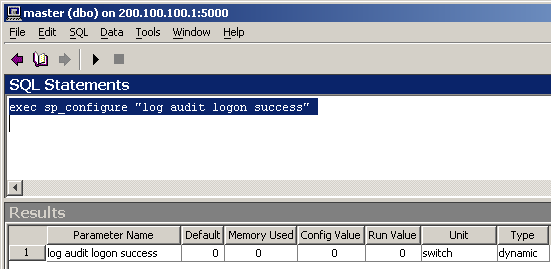 master (dbo) on 200.100.100.1:5000
File Edit SQL Data Tools Window Help
SQL Statements
exec sp_configure "log audit logon success"
Results
Parameter Name Default Memory Used Config Value Run Value Unit Type
1 log audit logon success 0 0 0 0 switch dynamic